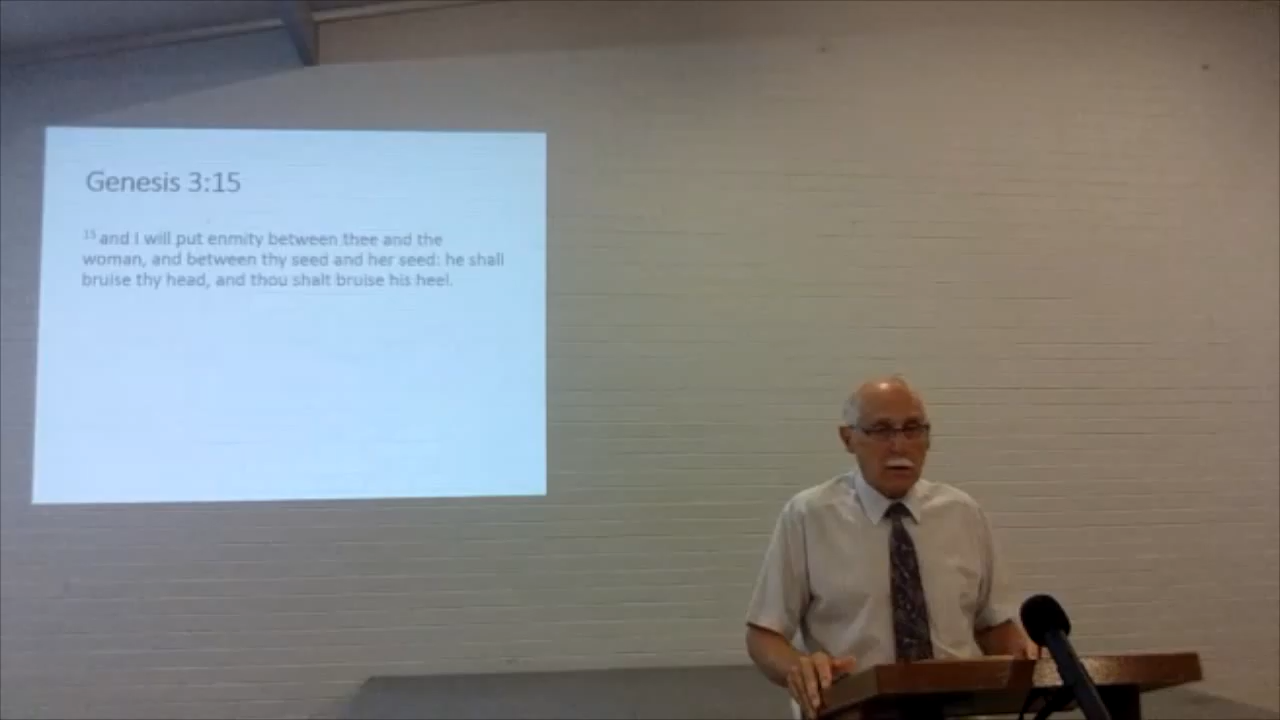 Genesis 3:15
15 and I will put enmity between thee and the
woman, and between thy seed and her seed: he shall
bruise thy head, and thou shalt bruise his heel.